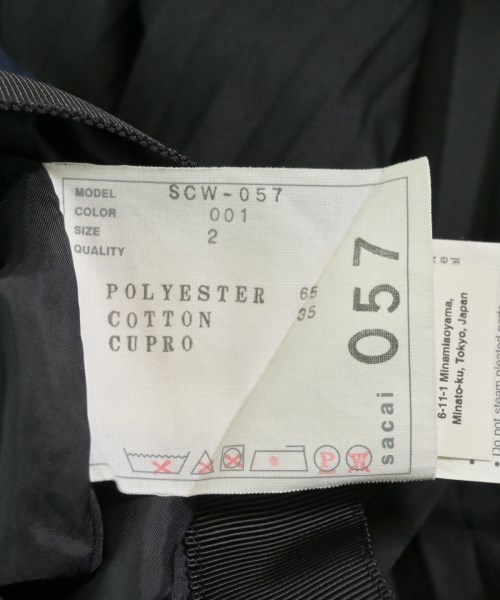 MODEL SCW-057
COLOR 001
SIZE 2
QUALITY
POLYESTER 65
COTTON 35
CUPRO
sacai 057
P
W
6-11-1 Minamiaoyama,
Minato-ku, Tokyo, Japan
• Do not steam pleated parts